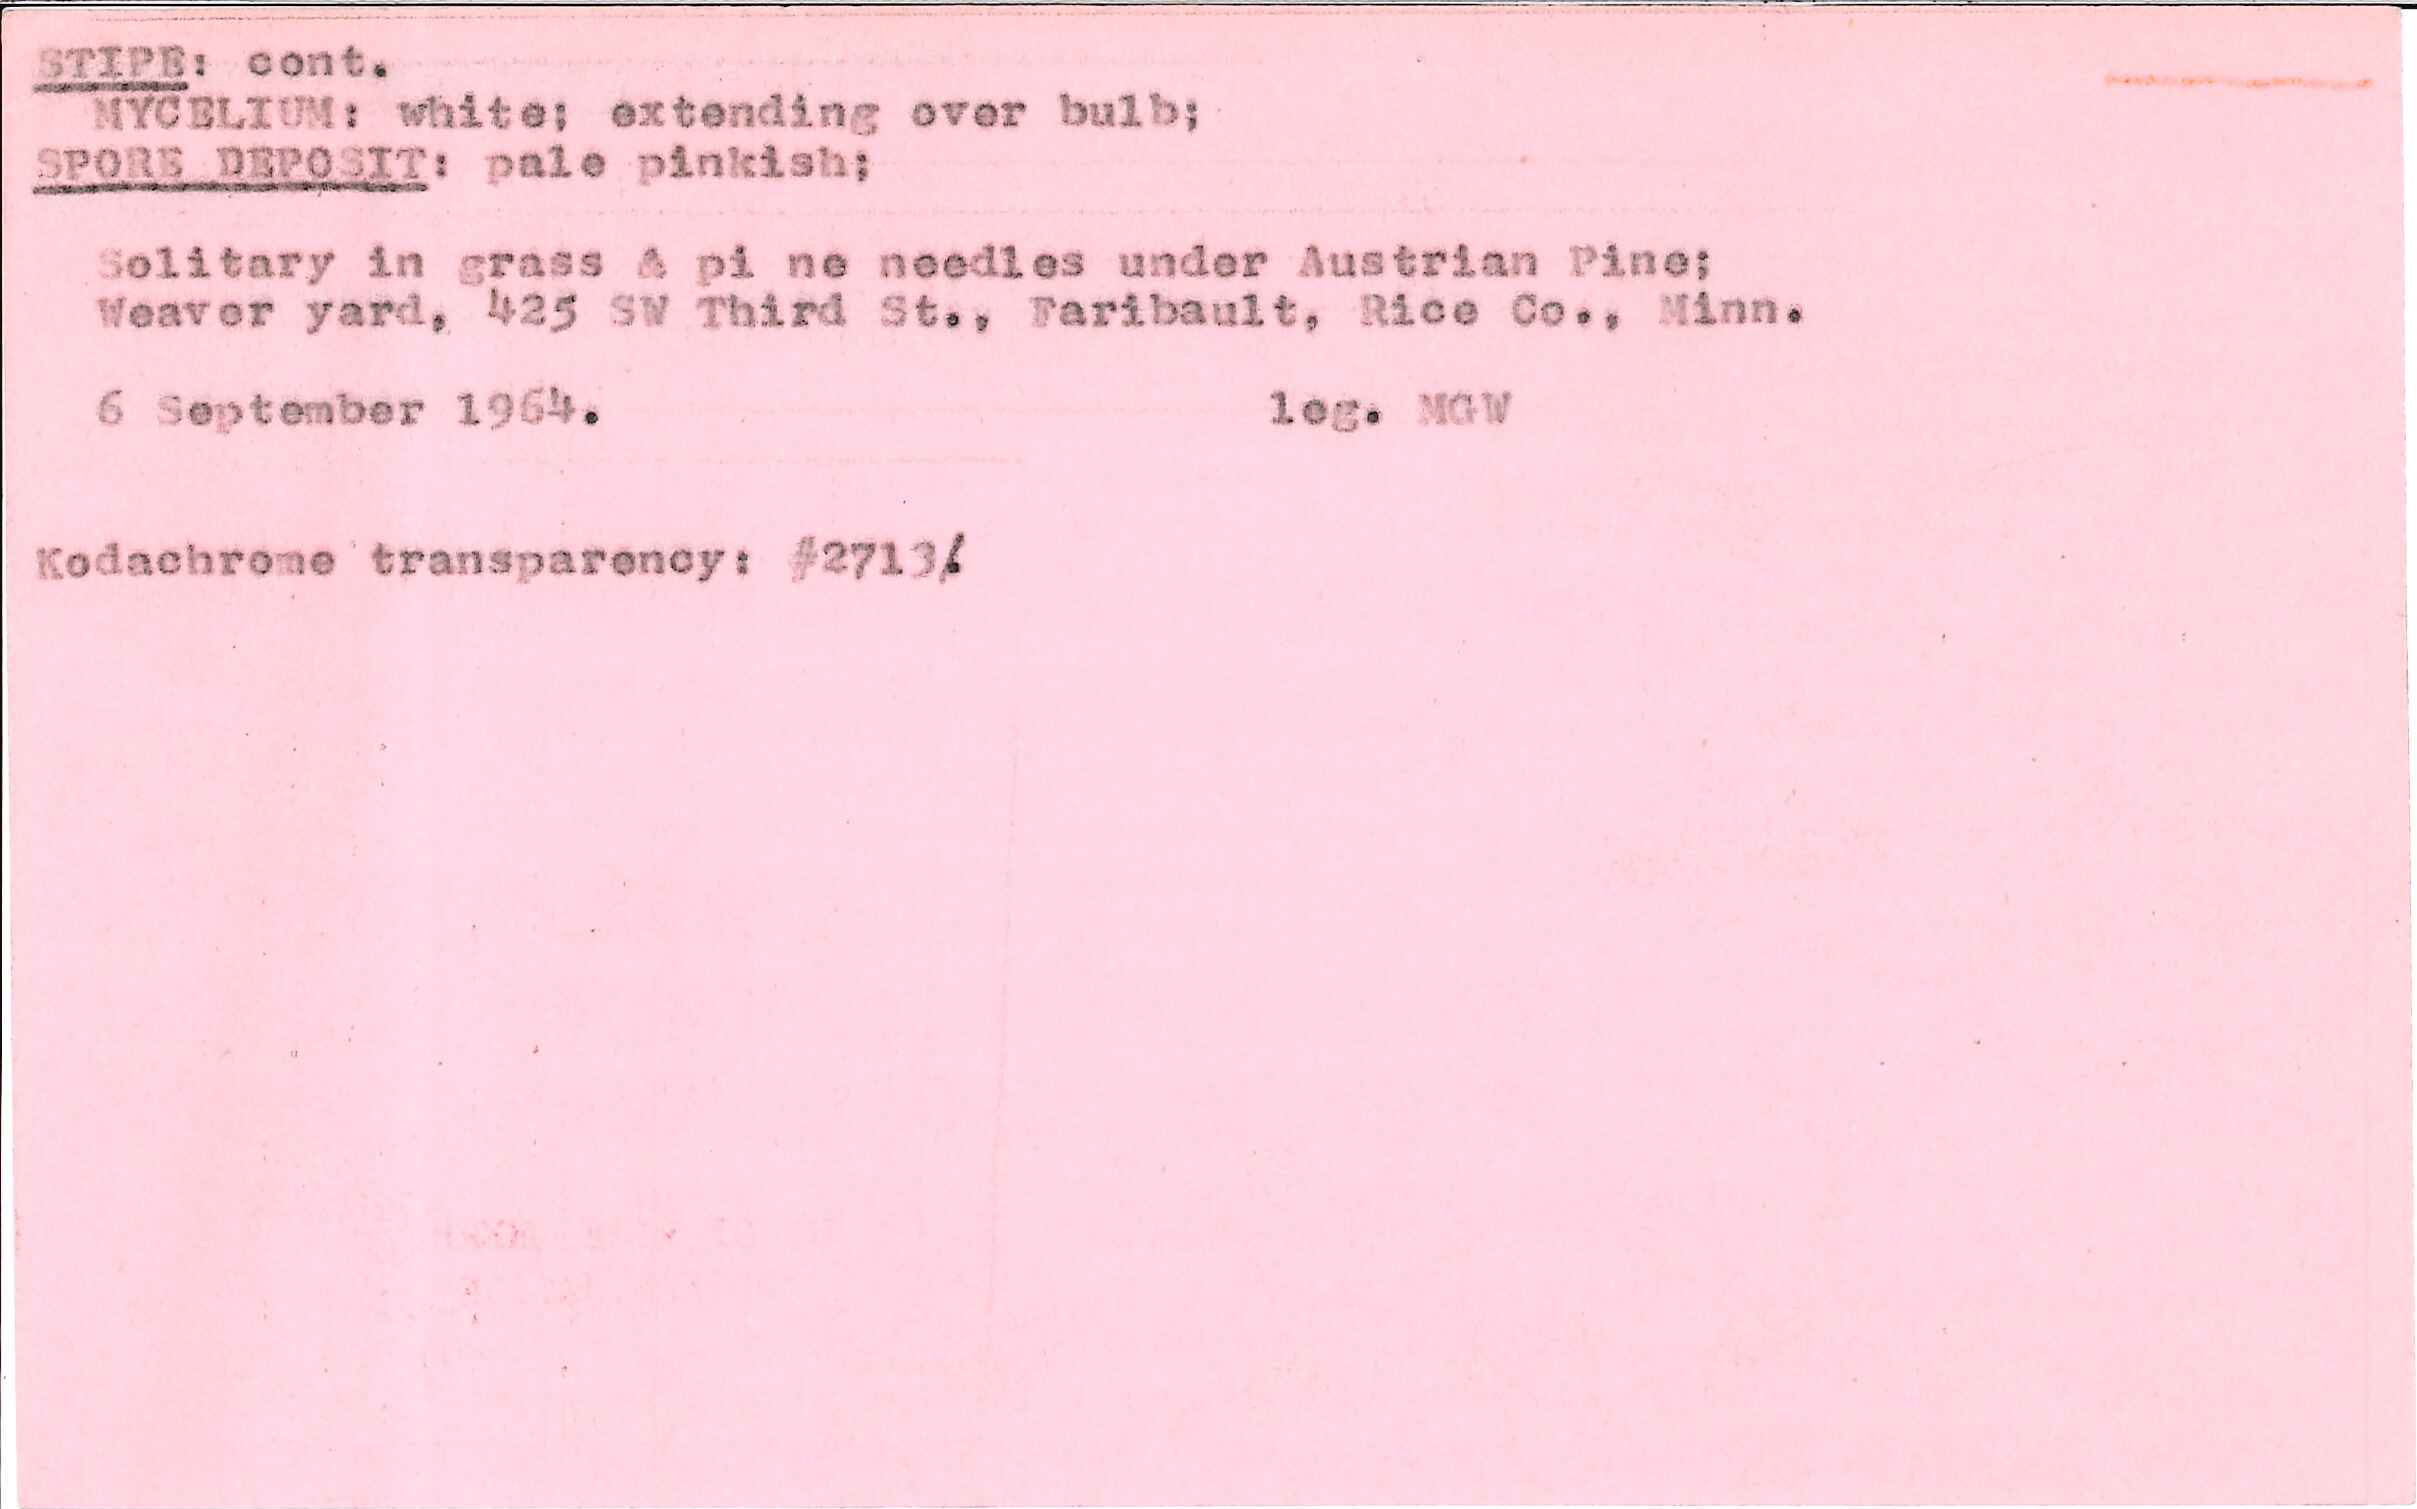 STIPE: cont.
MYCELIUM: white; extending over bulb;
SPORE DEPOSIT: pale pinkish;
Solitary in grass & pi ne needles under Austrian Pine;
Weaver yard, 425 SW Third St., Faribault, Rice Co., Minn.
6 September 1964. leg. MGW
Kodachrome transparency: